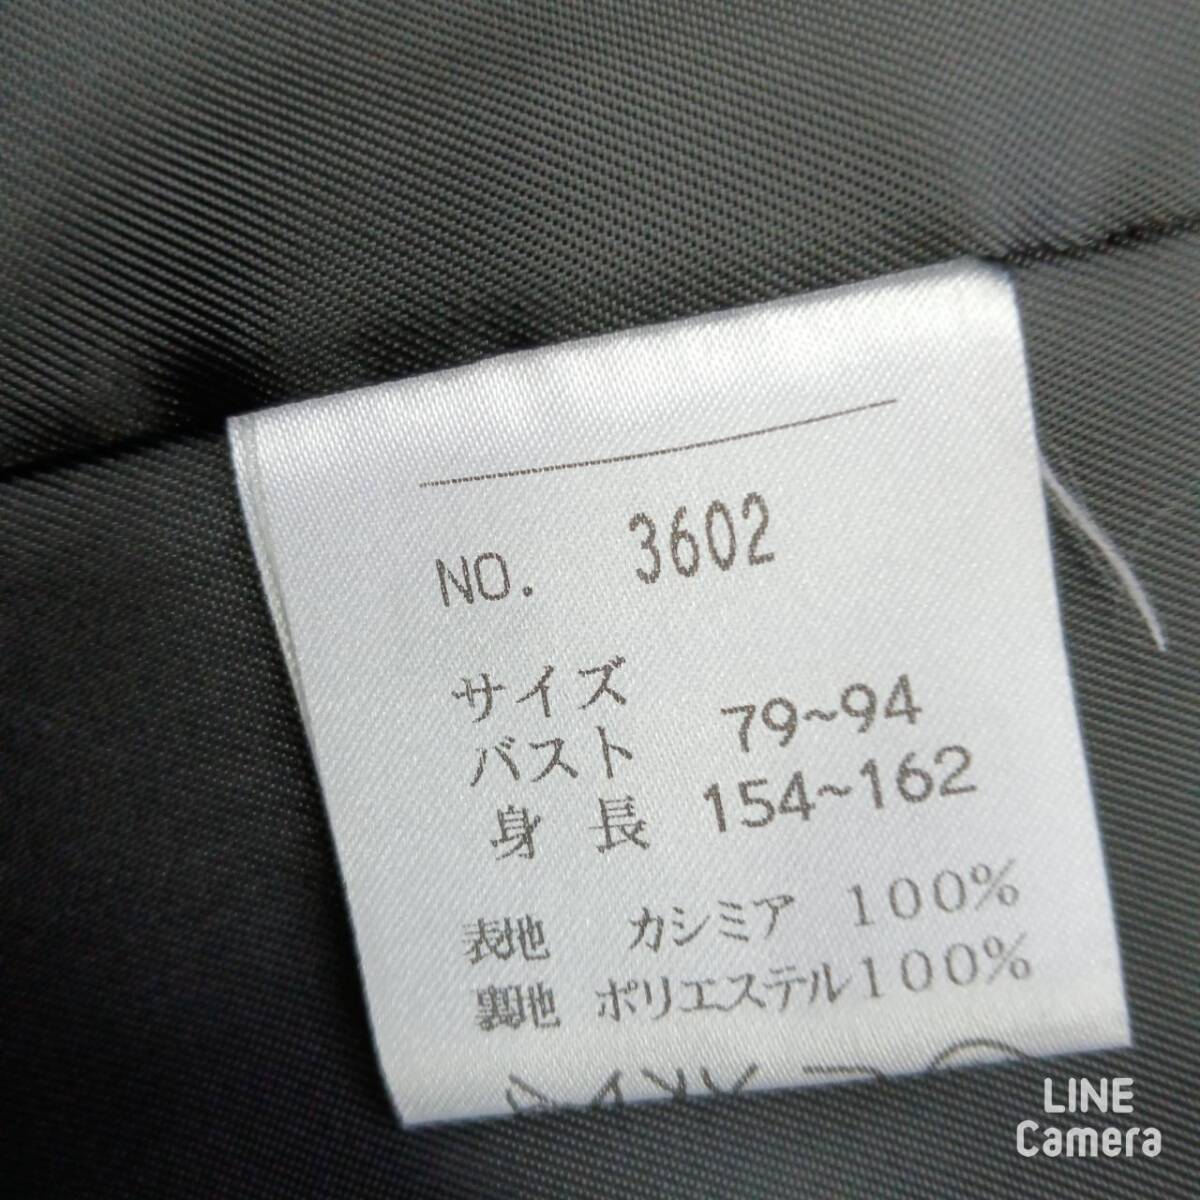 NO. 3602
サイズ
バスト 79~94
身長 154~162
表地 カシミア 100%
裏地 ポリエステル100%
LINE
Camera